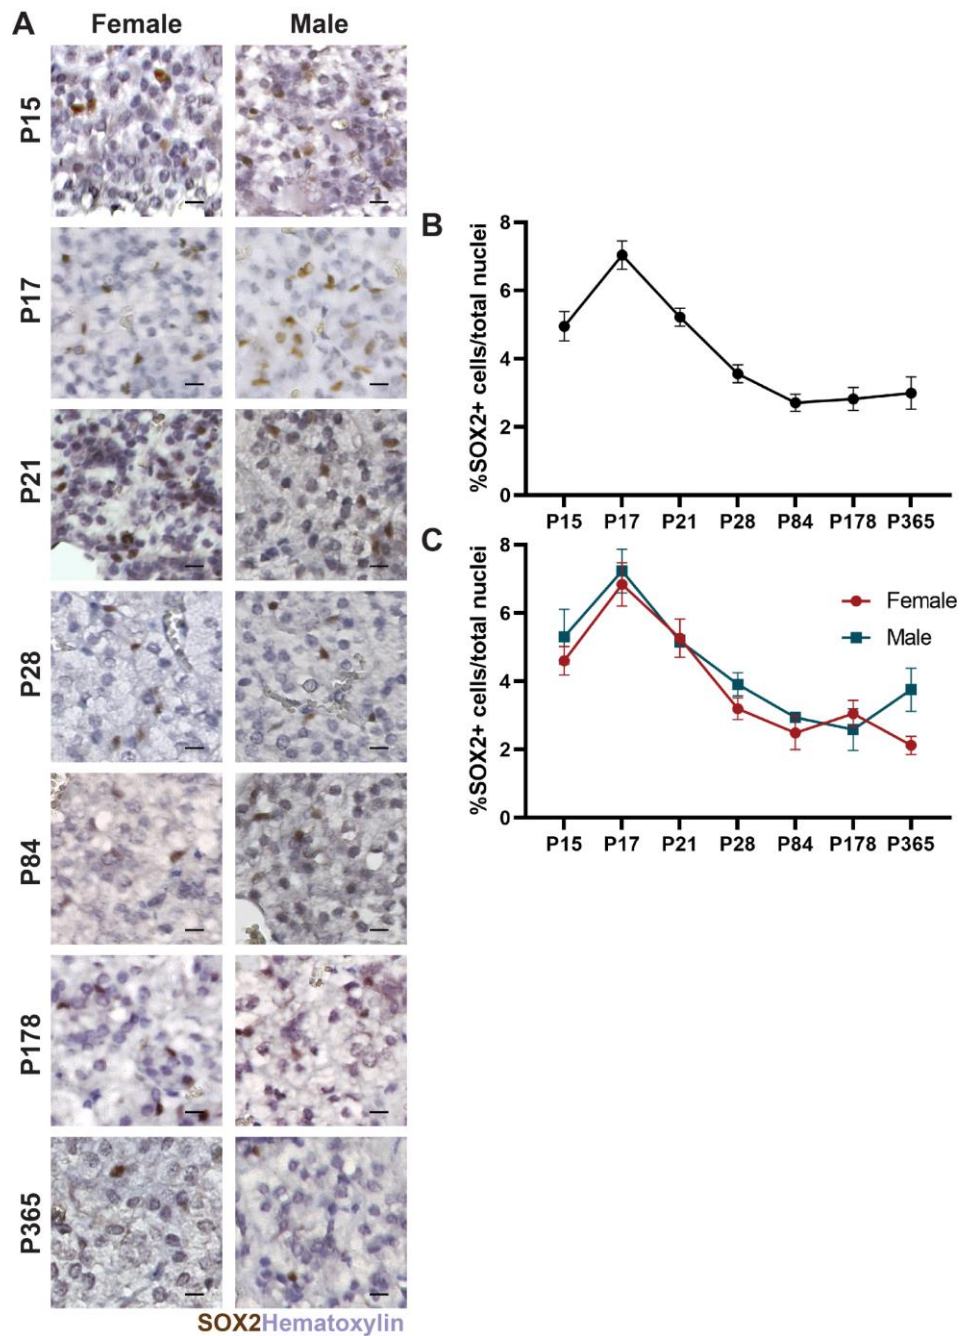 A
Female Male
P15
P17
P21
P28
P84
P178
P365
SOX2Hematoxylin
B
%SOX2+ cells/total nuclei
8
6
4
2
0
P15 P17 P21 P28 P84 P178 P365
C
%SOX2+ cells/total nuclei
8
6
4
2
0
Female
Male
P15 P17 P21 P28 P84 P178 P365